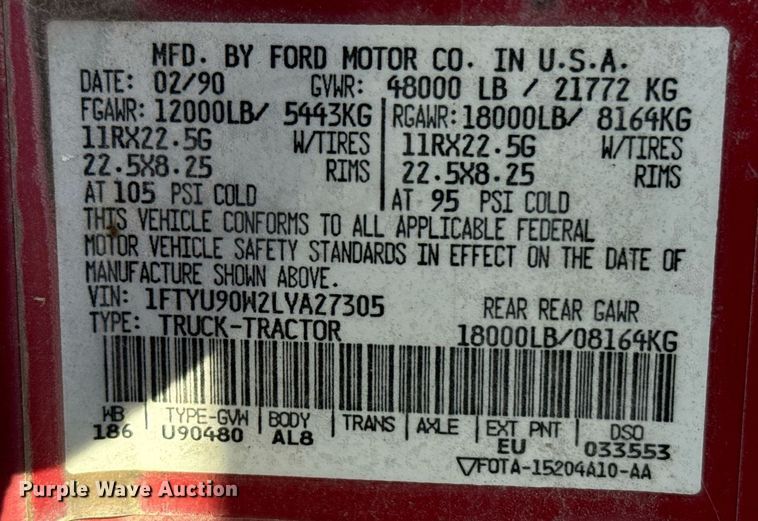 MFD. BY FORD MOTOR CO. IN U.S.A.
DATE: 02/90 GVWR: 48000 LB / 21772 KG
FGAWR: 12000LB/ 5443KG RGAWR: 18000LB/ 8164KG
11RX22.5G W/TIRES 11RX22.5G W/TIRES
22.5X8.25 RIMS 22.5X8.25 RIMS
AT 105 PSI COLD AT 95 PSI COLD
THIS VEHICLE CONFORMS TO ALL APPLICABLE FEDERAL
MOTOR VEHICLE SAFETY STANDARDS IN EFFECT ON THE DATE OF
MANUFACTURE SHOWN ABOVE.
VIN: 1FTYU90W2LVA27305 REAR REAR GAWR
TYPE: TRUCK-TRACTOR 18000LB/08164KG
WB TYPE-GVW BODY TRANS AXLE EXT PNT DSO
186 U90480 AL8 EU 033553
F0TA-15204A10-AA
Purple Wave Auction